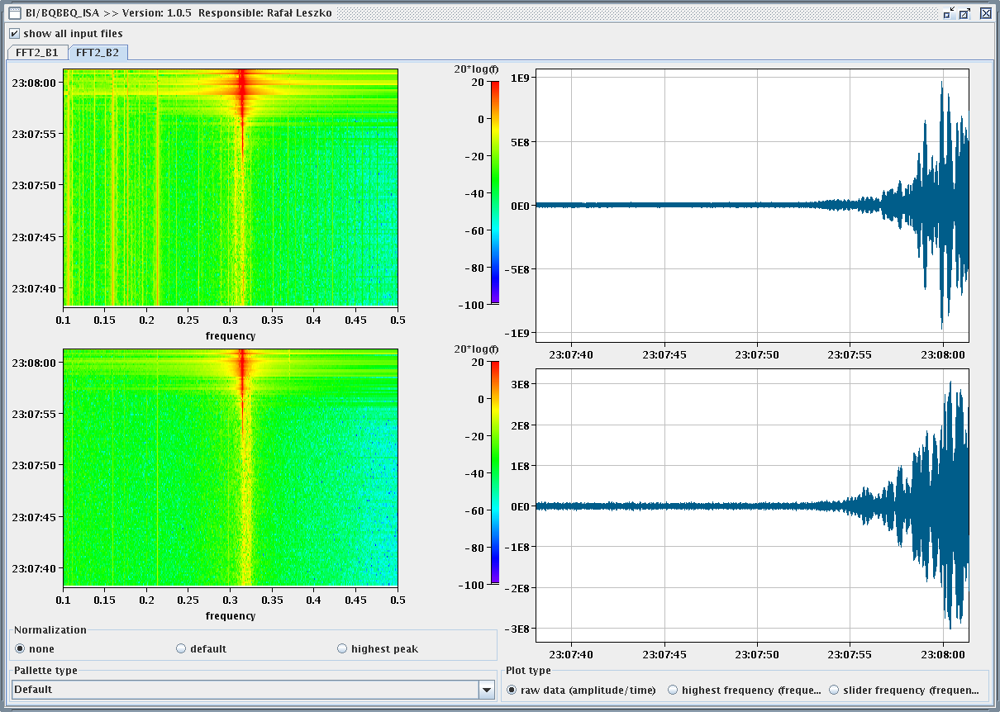 BI/BQBBQ_ISA >> Version: 1.0.5 Responsible: Rafał Leszko
show all input files
FFT2_B1 FFT2_B2
20*log(f)
23:08:00
23:07:55
23:07:50
23:07:45
23:07:40
0.1 0.15 0.2 0.25 0.3 0.35 0.4 0.45 0.5
frequency
20
0
-20
-40
-60
-80
-100
1E9
5E8
0E0
-5E8
-1E9
23:07:40 23:07:45 23:07:50 23:07:55 23:08:00
20*log(f)
23:08:00
23:07:55
23:07:50
23:07:45
23:07:40
0.1 0.15 0.2 0.25 0.3 0.35 0.4 0.45 0.5
frequency
20
0
-20
-40
-60
-80
-100
3E8
2E8
1E8
0E0
-1E8
-2E8
-3E8
23:07:40 23:07:45 23:07:50 23:07:55 23:08:00
Normalization
none default highest peak
Pallette type
Default
Plot type
raw data (amplitude/time) highest frequency (freque... slider frequency (frequen...